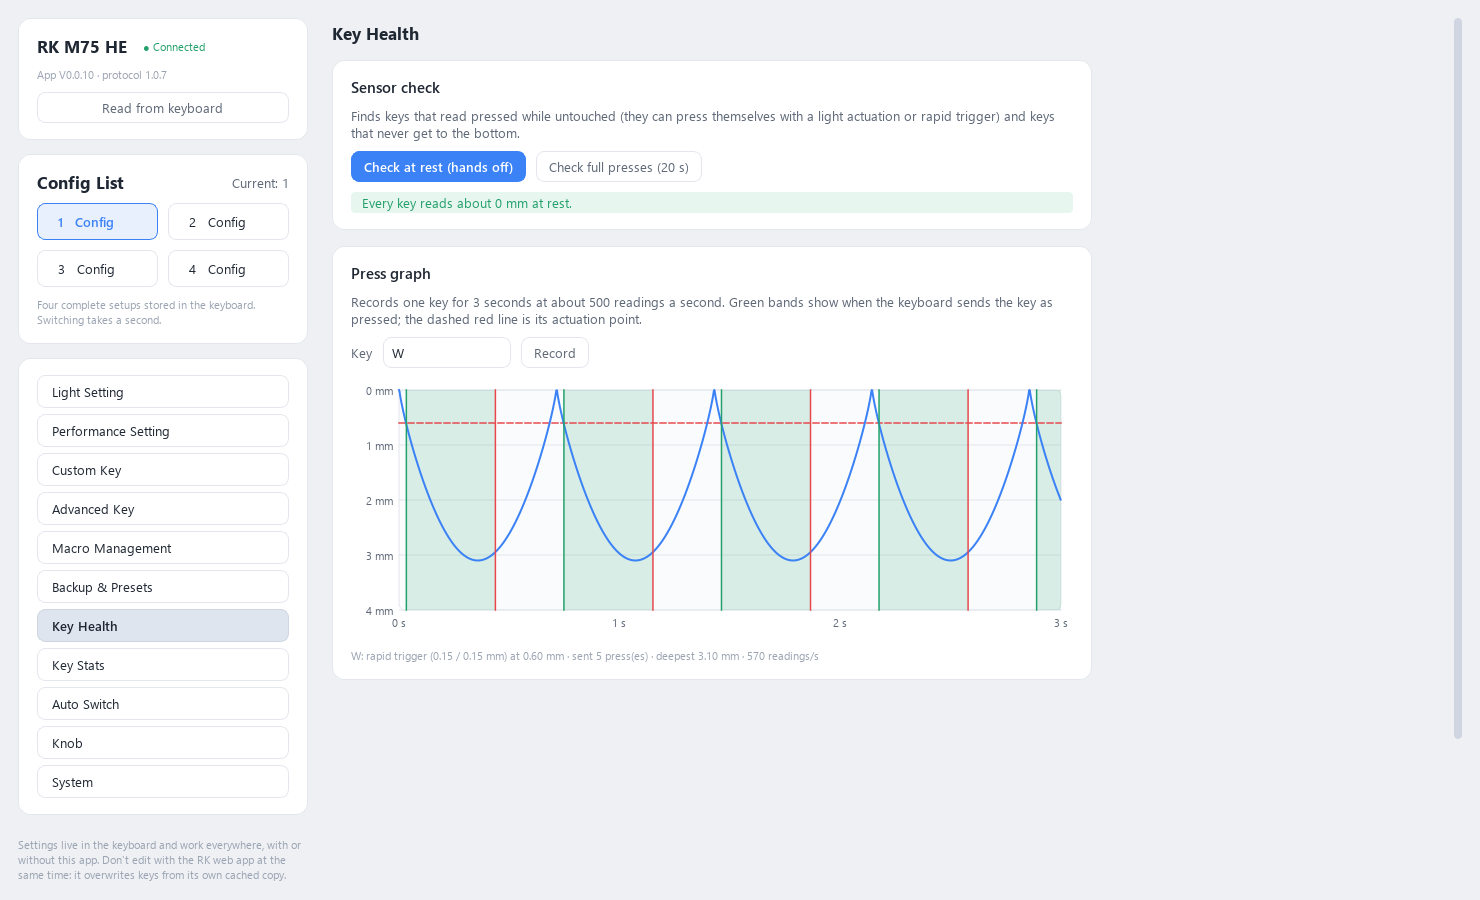 RK M75 HE
● Connected
App V0.0.10 · protocol 1.0.7
Read from keyboard
Config List
Current: 1
1 Config
2 Config
3 Config
4 Config
Four complete setups stored in the keyboard.
Switching takes a second.
Light Setting
Performance Setting
Custom Key
Advanced Key
Macro Management
Backup & Presets
Key Health
Key Stats
Auto Switch
Knob
System
Settings live in the keyboard and work everywhere, with or
without this app. Don't edit with the RK web app at the
same time: it overwrites keys from its own cached copy.
Key Health
Sensor check
Finds keys that read pressed while untouched (they can press themselves with a light actuation or rapid trigger) and keys
that never get to the bottom.
Check at rest (hands off)
Check full presses (20 s)
Every key reads about 0 mm at rest.
Press graph
Records one key for 3 seconds at about 500 readings a second. Green bands show when the keyboard sends the key as
pressed; the dashed red line is its actuation point.
Key
W
Record
0 mm
1 mm
2 mm
3 mm
4 mm
0 s
1 s
2 s
3 s
W: rapid trigger (0.15 / 0.15 mm) at 0.60 mm · sent 5 press(es) · deepest 3.10 mm · 570 readings/s